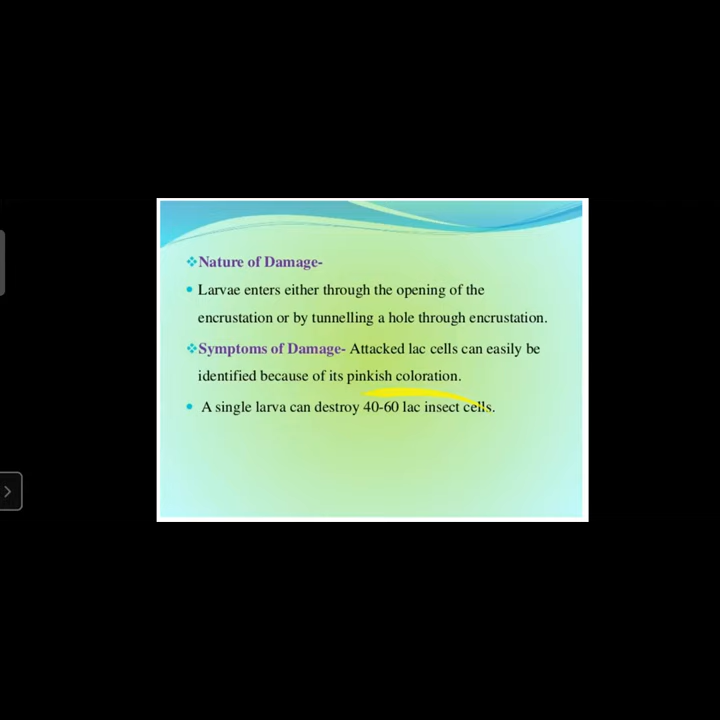 ❖Nature of Damage-
• Larvae enters either through the opening of the
encrustation or by tunnelling a hole through encrustation.
❖Symptoms of Damage- Attacked lac cells can easily be
identified because of its pinkish coloration.
• A single larva can destroy 40-60 lac insect cells.